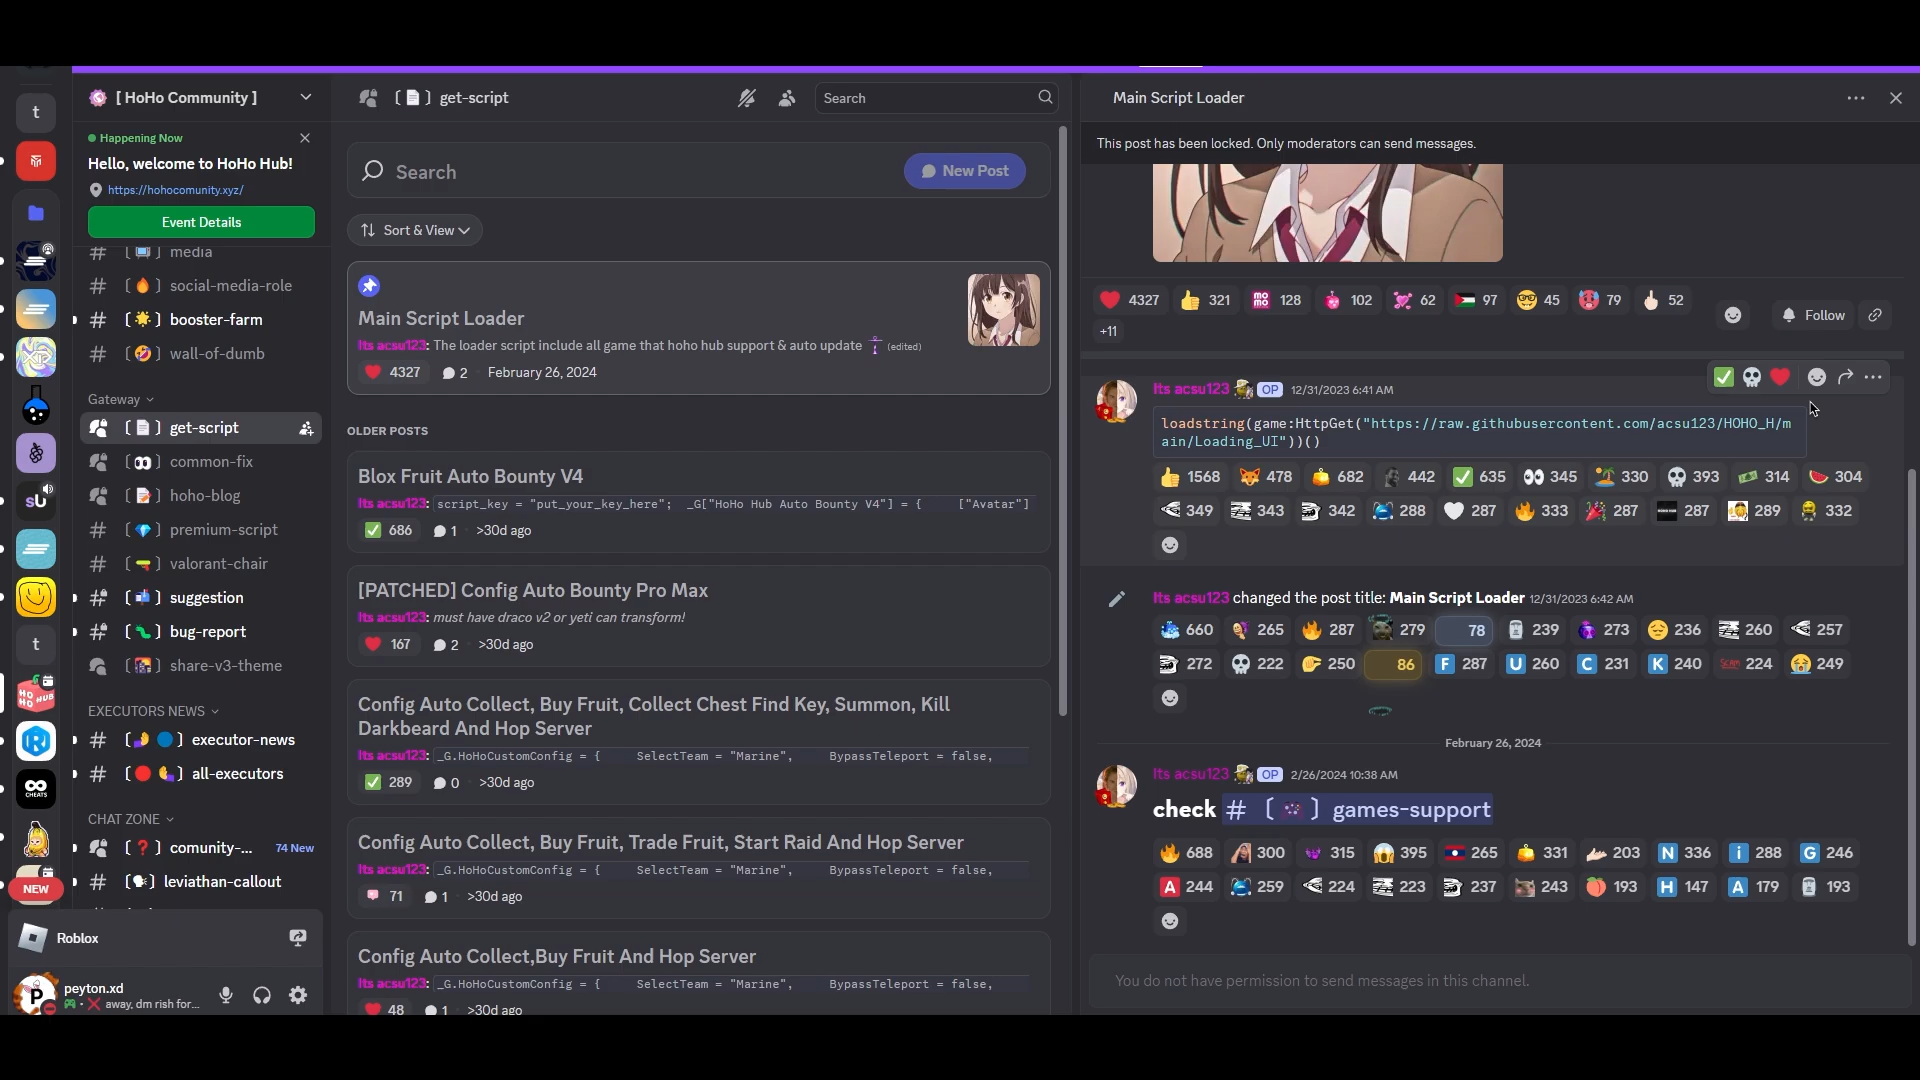 t
[ HoHo Community ]
Happening Now
Hello, welcome to HoHo Hub!
https://hohocomunity.xyz/
Event Details
media
social-media-role
booster-farm
wall-of-dumb
Gateway
get-script
common-fix
hoho-blog
premium-script
valorant-chair
suggestion
bug-report
share-v3-theme
EXECUTORS NEWS
executor-news
all-executors
CHAT ZONE
comunity-... 74 New
leviathan-callout
sU
t
HO HO HUB
CHEATS
NEW
Roblox
peyton.xd
away, dm rish for...
get-script
Search
Search
New Post
Sort & View
Main Script Loader
Its acsu123: The loader script include all game that hoho hub support & auto update (edited)
4327 2 · February 26, 2024
OLDER POSTS
Blox Fruit Auto Bounty V4
Its acsu123: script_key = "put_your_key_here"; _G["HoHo Hub Auto Bounty V4"] = { ["Avatar"]
686 1 · >30d ago
[PATCHED] Config Auto Bounty Pro Max
Its acsu123: must have draco v2 or yeti can transform!
167 2 · >30d ago
Config Auto Collect, Buy Fruit, Collect Chest Find Key, Summon, Kill
Darkbeard And Hop Server
Its acsu123: _G.HoHoCustomConfig = { SelectTeam = "Marine", BypassTeleport = false,
289 0 · >30d ago
Config Auto Collect, Buy Fruit, Trade Fruit, Start Raid And Hop Server
Its acsu123: _G.HoHoCustomConfig = { SelectTeam = "Marine", BypassTeleport = false,
71 1 · >30d ago
Config Auto Collect,Buy Fruit And Hop Server
Its acsu123: _G.HoHoCustomConfig = { SelectTeam = "Marine", BypassTeleport = false,
48 1 · >30d ago
Main Script Loader
This post has been locked. Only moderators can send messages.
4327 321 128 102 62 97 45 79 52
+11
Follow
Its acsu123 OP 12/31/2023 6:41 AM
loadstring(game:HttpGet("https://raw.githubusercontent.com/acsu123/HOHO_H/m
ain/Loading_UI"))()
1568 478 682 442 635 345 330 393 314 304
349 343 342 288 287 333 287 287 289 332
Its acsu123 changed the post title: Main Script Loader 12/31/2023 6:42 AM
660 265 287 279 78 239 273 236 260 257
272 222 250 86 F 287 U 260 C 231 K 240 SCAM 224 249
February 26, 2024
Its acsu123 OP 2/26/2024 10:38 AM
check # games-support
688 300 315 395 265 331 203 N 336 i 288 G 246
A 244 259 224 223 237 243 193 H 147 A 179 193
You do not have permission to send messages in this channel.